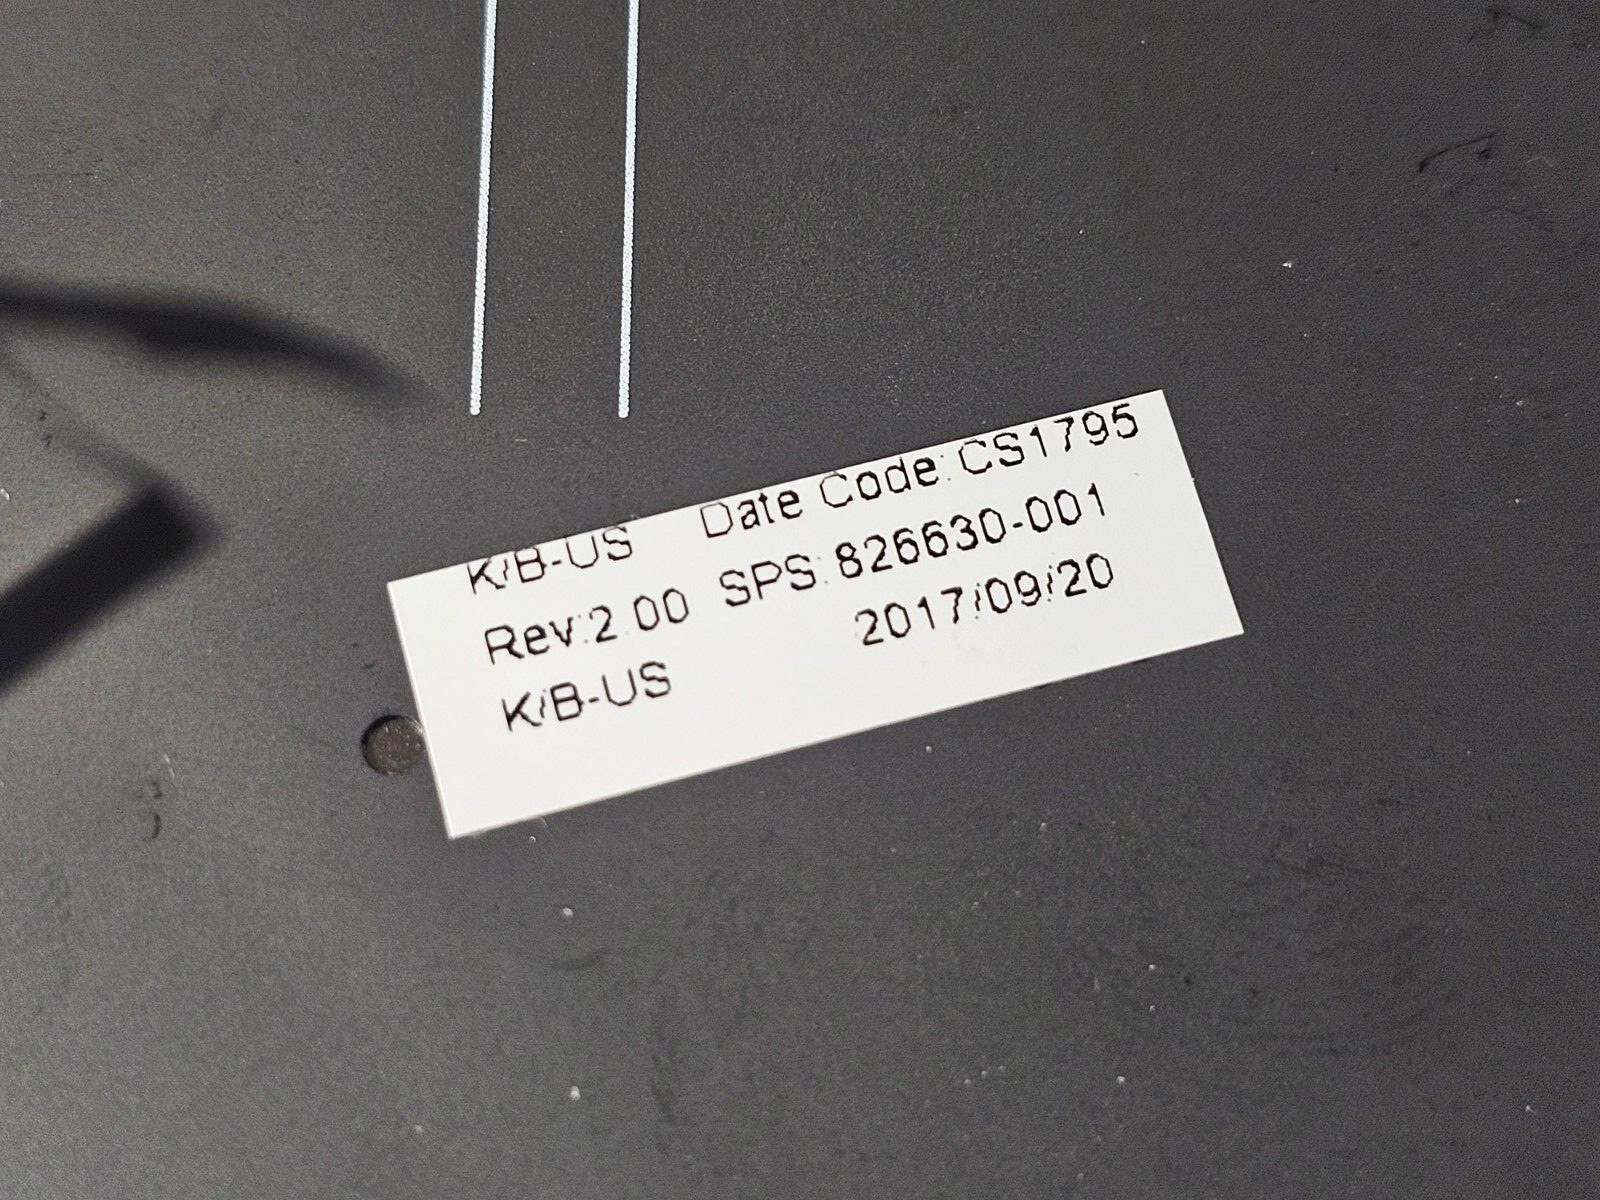 K/B-US Date Code:CS1795
Rev:2.00 SPS:826630-001
K/B-US 2017/09/20